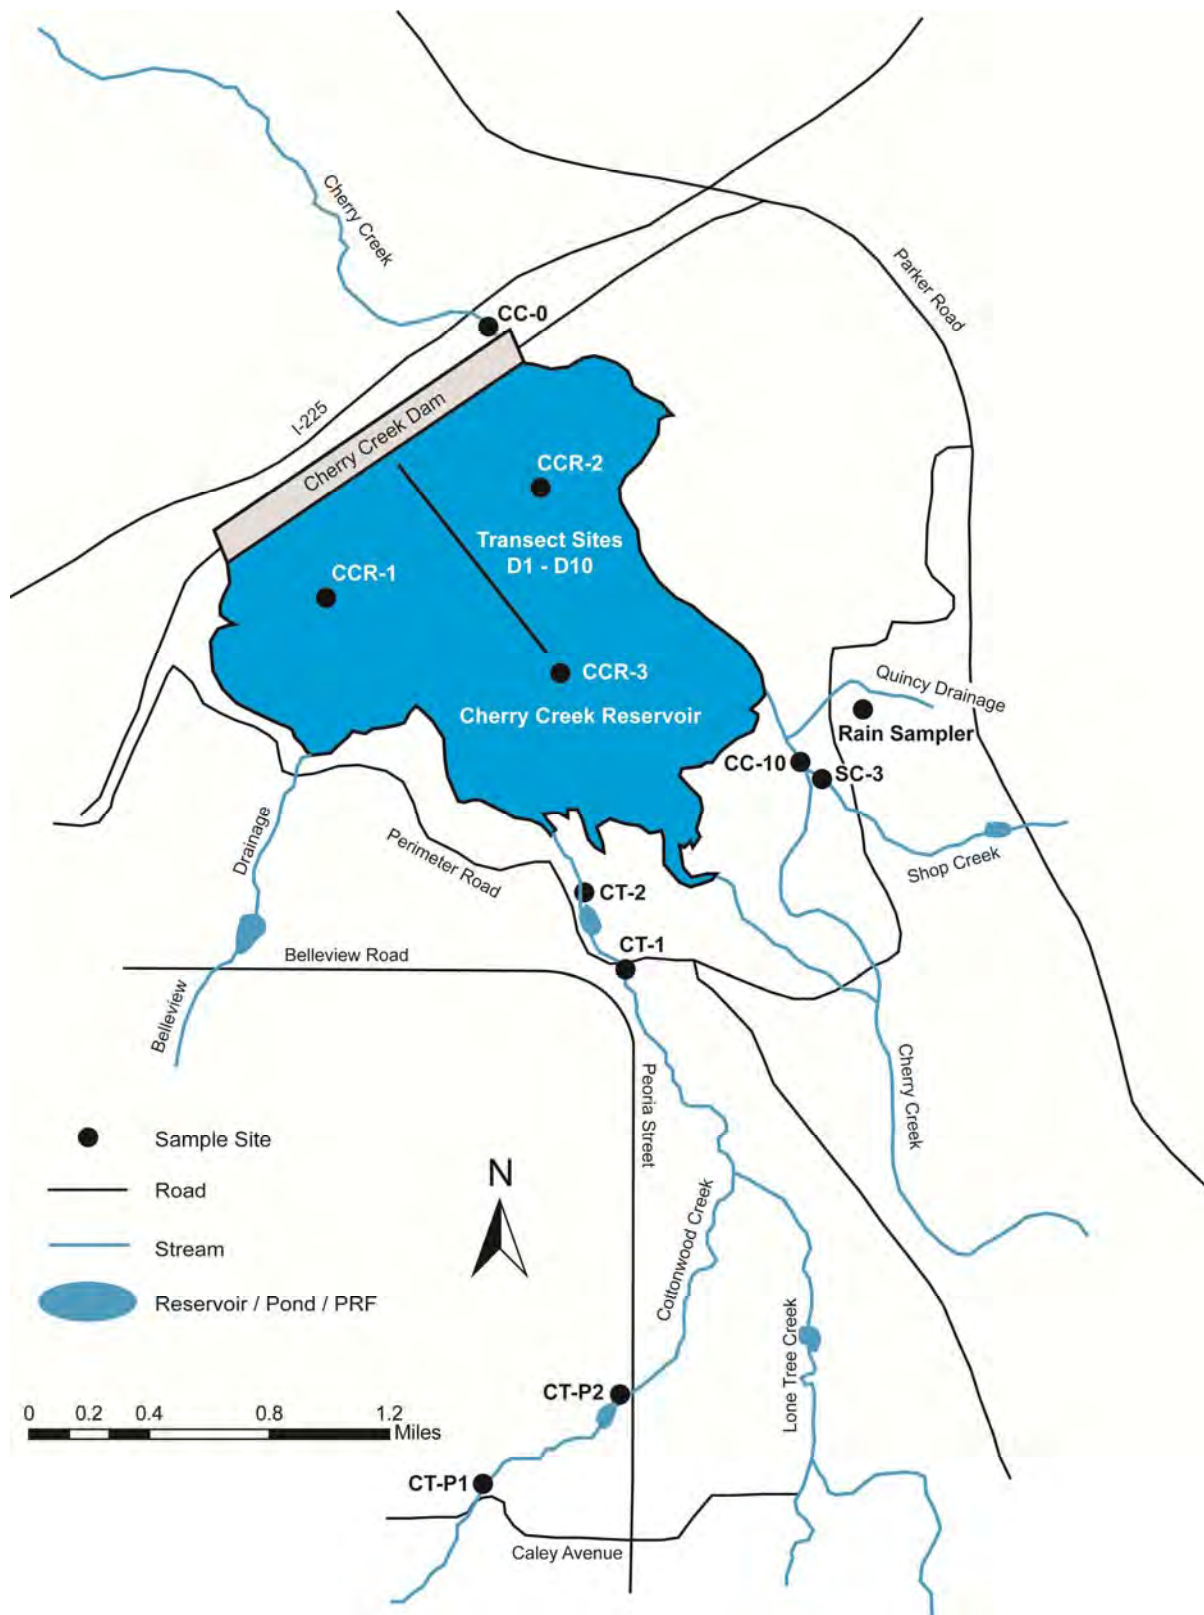 Cherry Creek
CC-0
Parker Road
I-225
Cherry Creek Dam
CCR-2
Transect Sites
D1 - D10
CCR-1
CCR-3
Cherry Creek Reservoir
Quincy Drainage
Rain Sampler
CC-10
SC-3
Drainage
Perimeter Road
Shop Creek
CT-2
CT-1
Belleview Road
Belleview
Cherry Creek
Peoria Street
Sample Site
Road
N
Cottonwood Creek
Stream
Reservoir / Pond / PRF
Lone Tree Creek
CT-P2
0 0.2 0.4 0.8 1.2
Miles
CT-P1
Caley Avenue